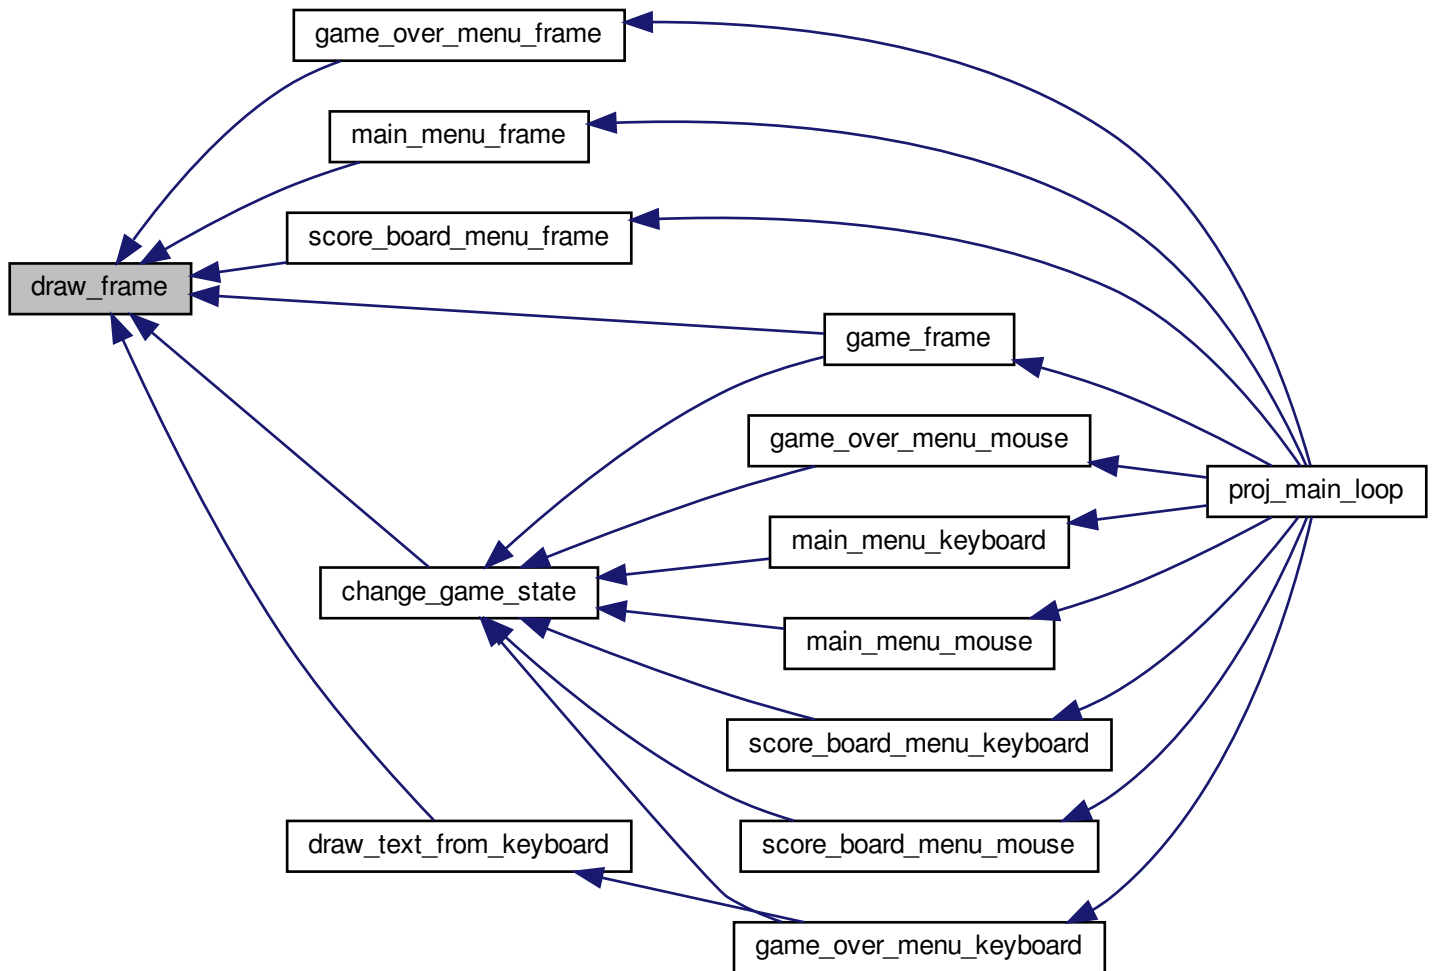 game_over_menu_frame
main_menu_frame
score_board_menu_frame
draw_frame
game_frame
game_over_menu_mouse
proj_main_loop
main_menu_keyboard
change_game_state
main_menu_mouse
score_board_menu_keyboard
draw_text_from_keyboard
score_board_menu_mouse
game_over_menu_keyboard